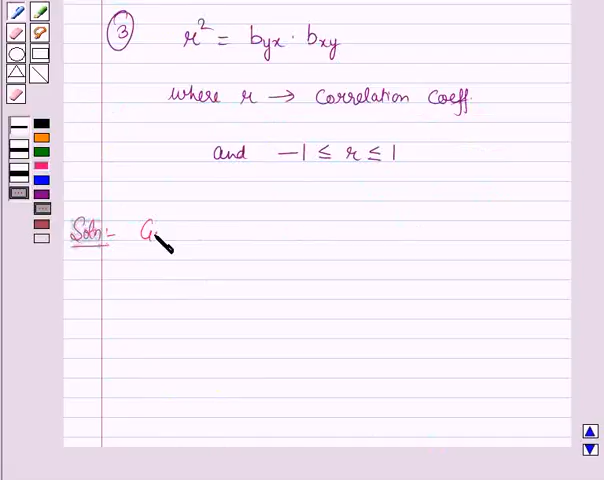 ③ r² = byx · bxy
where r → correlation coeff.
and −1 ≤ r ≤ 1
Soln:- G